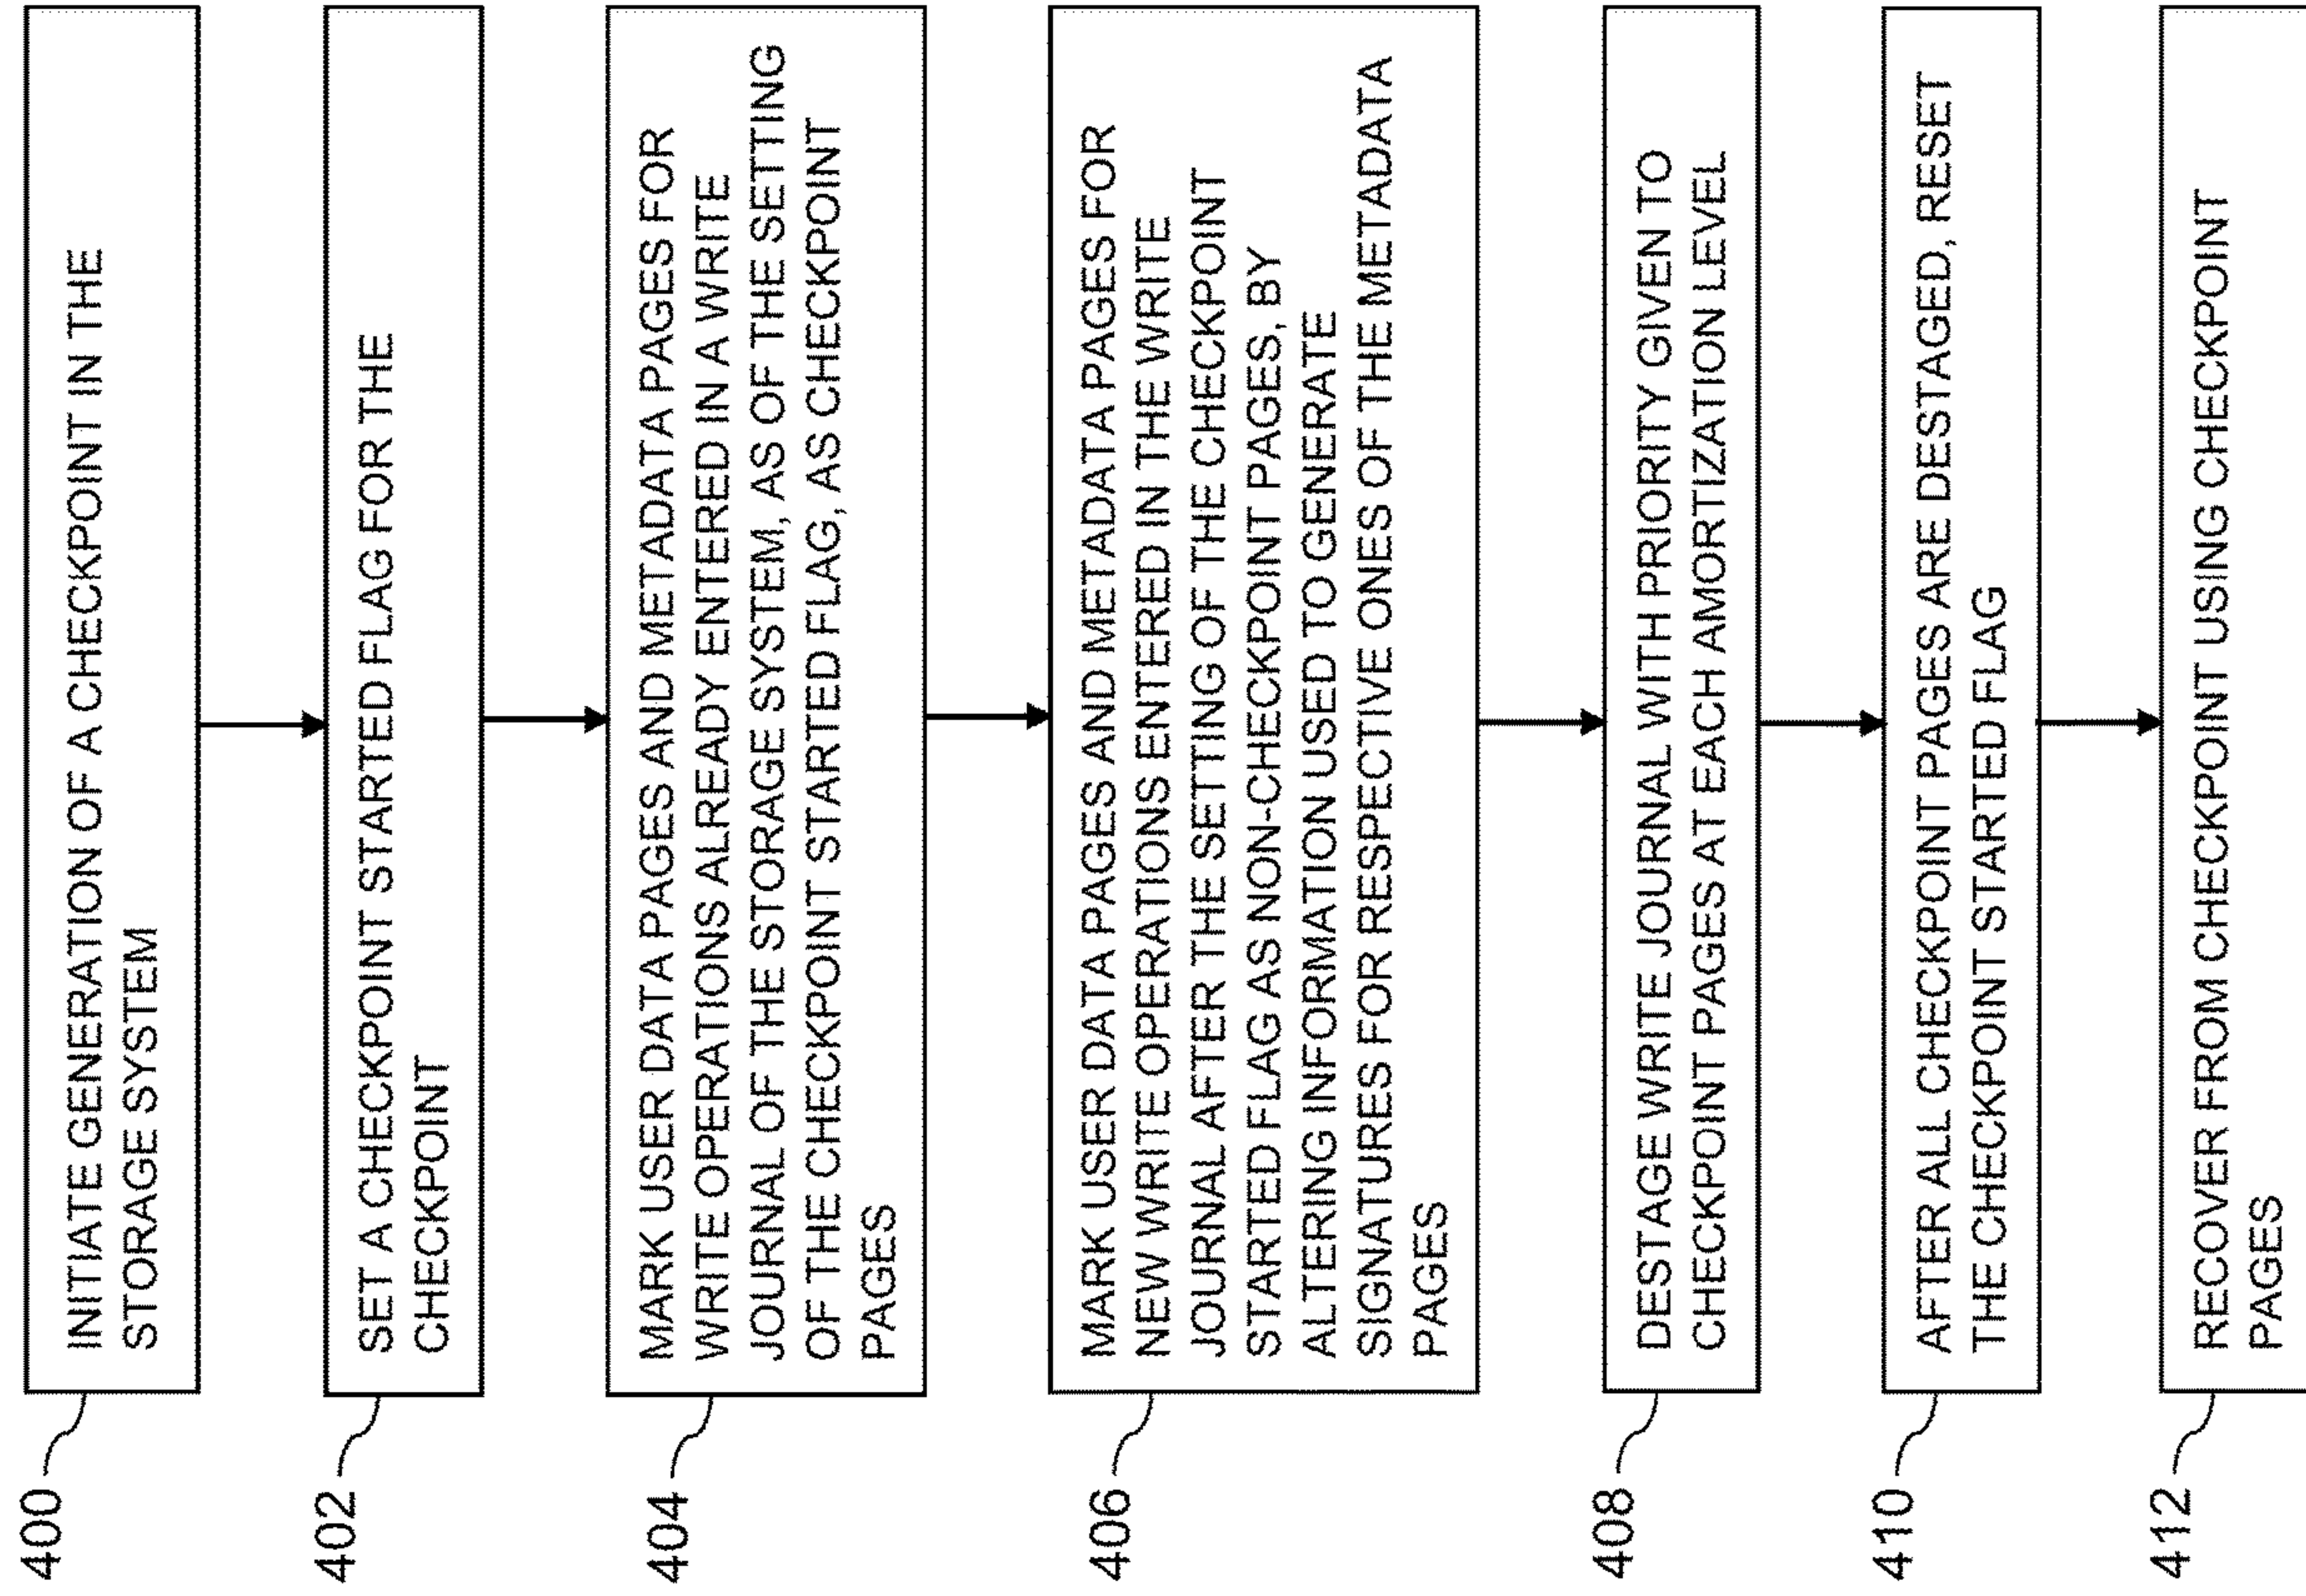 400
INITIATE GENERATION OF A CHECKPOINT IN THE
STORAGE SYSTEM
402
SET A CHECKPOINT STARTED FLAG FOR THE
CHECKPOINT
404
MARK USER DATA PAGES AND METADATA PAGES FOR
WRITE OPERATIONS ALREADY ENTERED IN A WRITE
JOURNAL OF THE STORAGE SYSTEM, AS OF THE SETTING
OF THE CHECKPOINT STARTED FLAG, AS CHECKPOINT
PAGES
406
MARK USER DATA PAGES AND METADATA PAGES FOR
NEW WRITE OPERATIONS ENTERED IN THE WRITE
JOURNAL AFTER THE SETTING OF THE CHECKPOINT
STARTED FLAG AS NON-CHECKPOINT PAGES, BY
ALTERING INFORMATION USED TO GENERATE
SIGNATURES FOR RESPECTIVE ONES OF THE METADATA
PAGES
408
DESTAGE WRITE JOURNAL WITH PRIORITY GIVEN TO
CHECKPOINT PAGES AT EACH AMORTIZATION LEVEL
410
AFTER ALL CHECKPOINT PAGES ARE DESTAGED, RESET
THE CHECKPOINT STARTED FLAG
412
RECOVER FROM CHECKPOINT USING CHECKPOINT
PAGES